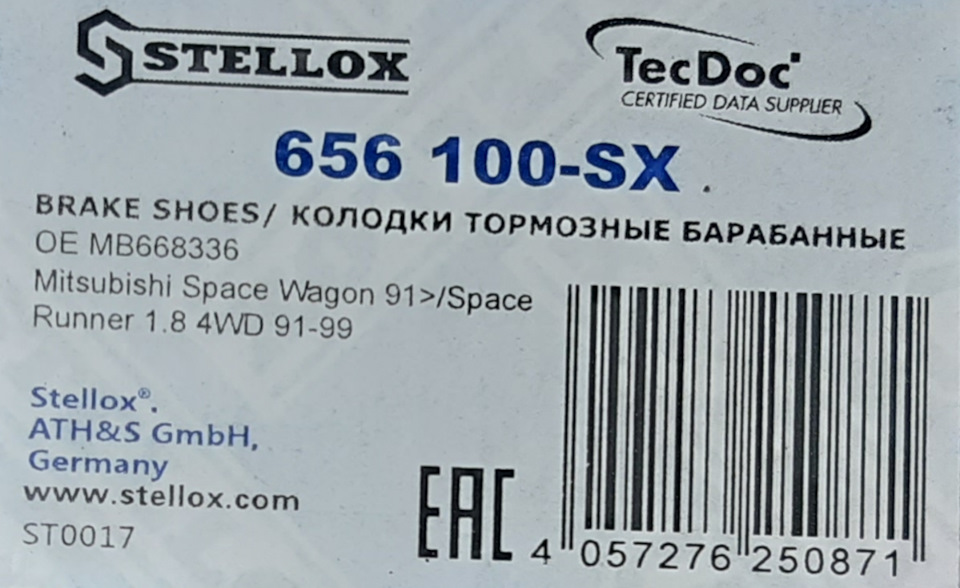 STELLOX
TecDoc
CERTIFIED DATA SUPPLIER
656 100-SX
BRAKE SHOES/ КОЛОДКИ ТОРМОЗНЫЕ БАРАБАННЫЕ
OE MB668336
Mitsubishi Space Wagon 91>/Space
Runner 1.8 4WD 91-99
Stellox®.
ATH&S GmbH,
Germany
www.stellox.com
ST0017
EAC
4 057276 250871